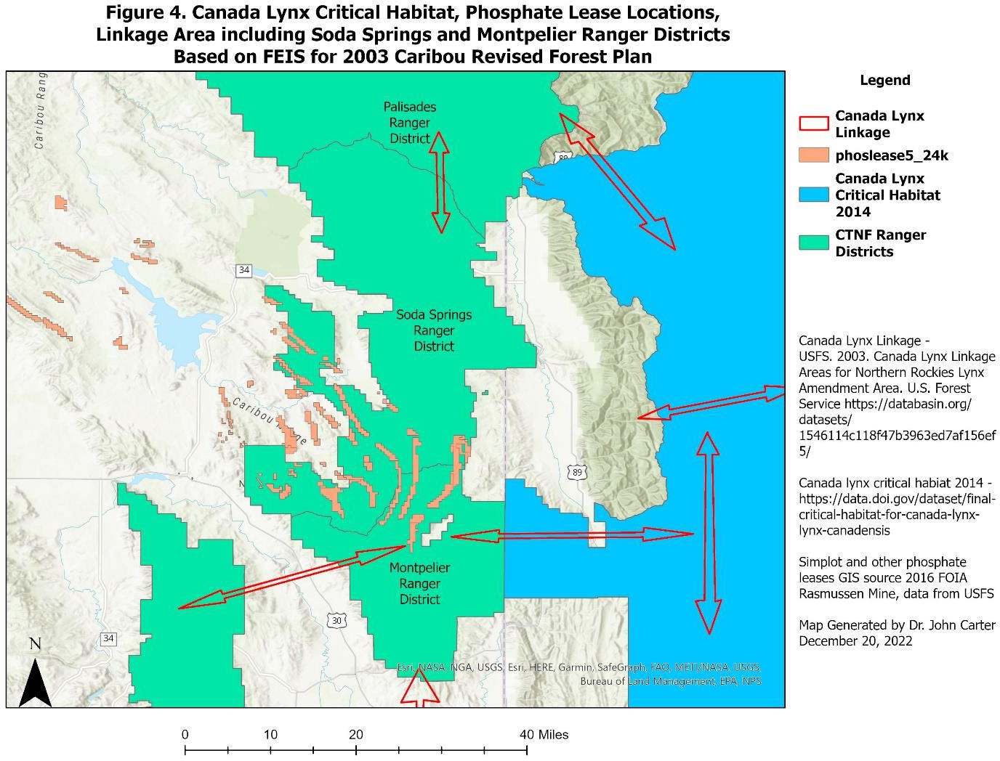 Figure 4. Canada Lynx Critical Habitat, Phosphate Lease Locations,
Linkage Area including Soda Springs and Montpelier Ranger Districts
Based on FEIS for 2003 Caribou Revised Forest Plan
Caribou Rang
Palisades
Ranger
District
89
34
Soda Springs
Ranger
District
Caribou
N
89
Montpelier
Ranger
District
30
34
N
Esri, NASA, NGA, USGS, Esri, HERE, Garmin, SafeGraph, FAO, METI/NASA, USGS,
Bureau of Land Management, EPA, NPS
0 10 20 40 Miles
Legend
Canada Lynx
Linkage
phoslease5_24k
Canada Lynx
Critical Habitat
2014
CTNF Ranger
Districts
Canada Lynx Linkage -
USFS. 2003. Canada Lynx Linkage
Areas for Northern Rockies Lynx
Amendment Area. U.S. Forest
Service https://databasin.org/
datasets/
1546114c118f47b3963ed7af156ef
5/
Canada lynx critical habiat 2014 -
https://data.doi.gov/dataset/final-
critical-habitat-for-canada-lynx-
lynx-canadensis
Simplot and other phosphate
leases GIS source 2016 FOIA
Rasmussen Mine, data from USFS
Map Generated by Dr. John Carter
December 20, 2022